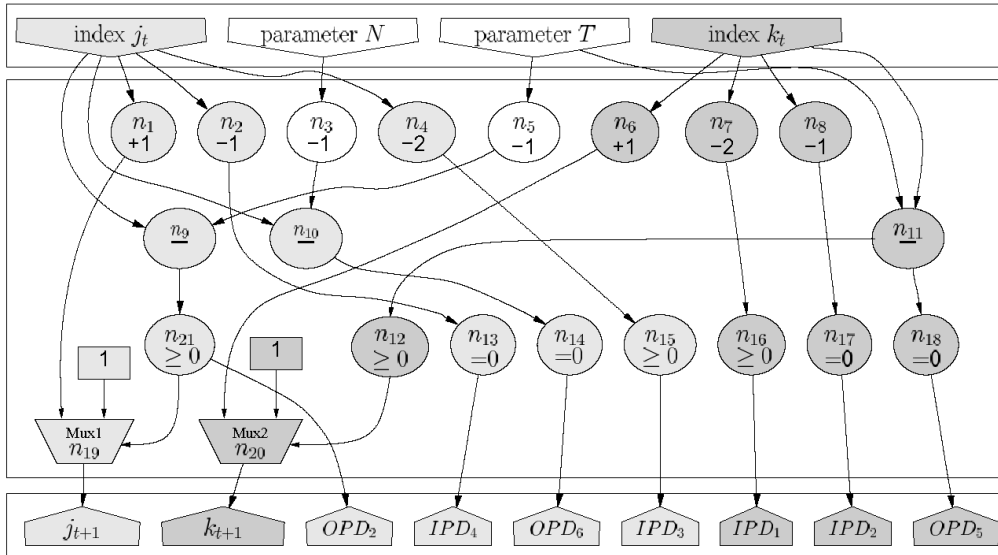 index j_t
parameter N
parameter T
index k_t
n_1 +1
n_2 −1
n_3 −1
n_4 −2
n_5 −1
n_6 +1
n_7 −2
n_8 −1
n_9 −
n_10 −
n_11 −
n_21 ≥ 0
n_12 ≥ 0
n_13 =0
n_14 =0
n_15 ≥ 0
n_16 ≥ 0
n_17 =0
n_18 =0
1
1
Mux1
n_19
Mux2
n_20
j_{t+1}
k_{t+1}
OPD_2
IPD_4
OPD_6
IPD_3
IPD_1
IPD_2
OPD_5